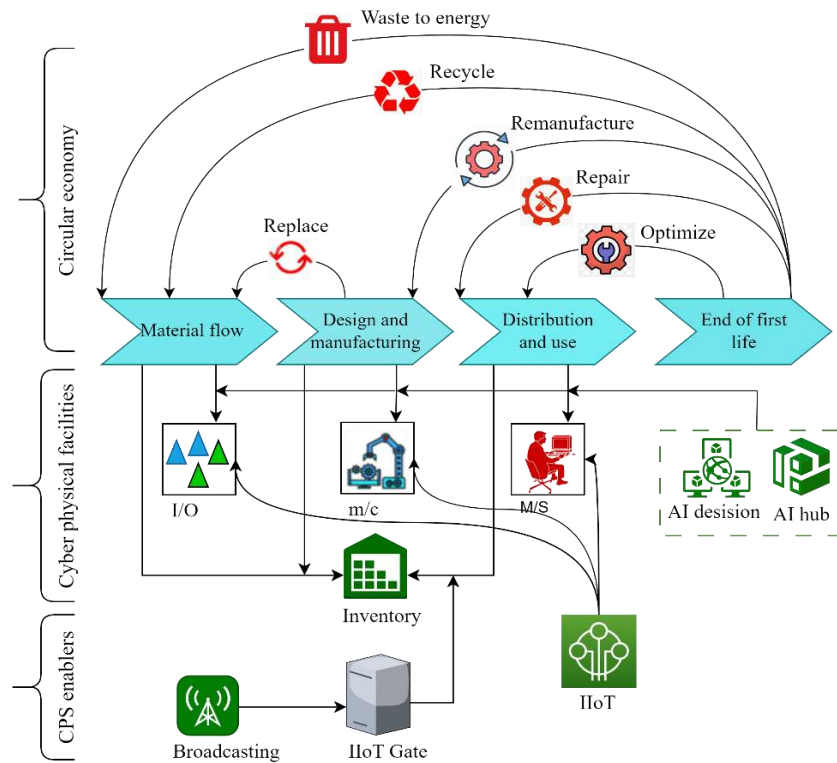 Waste to energy
Recycle
Remanufacture
Repair
Replace
Optimize
Circular economy
Material flow
Design and
manufacturing
Distribution
and use
End of first
life
Cyber physical facilities
I/O
m/c
M/S
AI desision
AI hub
Inventory
CPS enablers
IIoT
Broadcasting
IIoT Gate